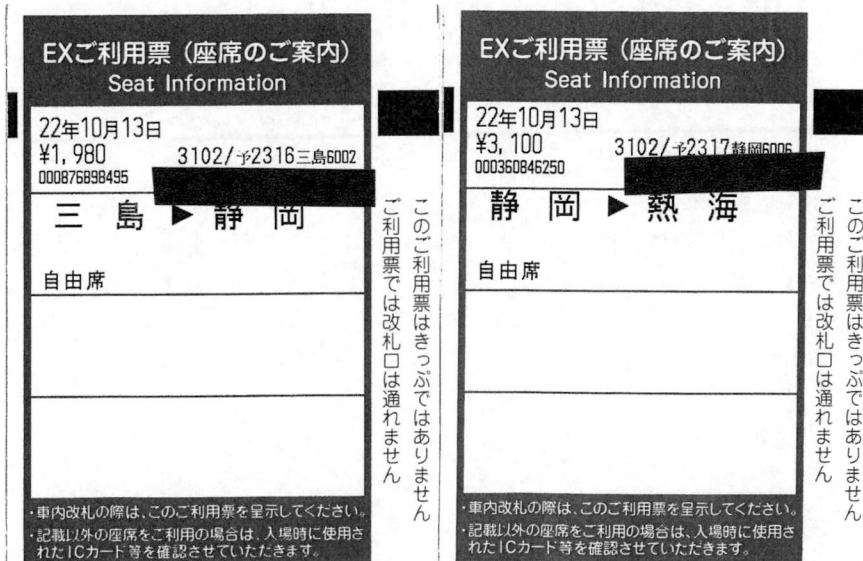 EXご利用票（座席のご案内）
Seat Information
22年10月13日
¥1,980 3102/予2316三島6002
000876898495
三島▶静岡
自由席
・車内改札の際は、このご利用票を呈示してください。
・記載以外の座席をご利用の場合は、入場時に使用さ
れたICカード等を確認させていただきます。
このご利用票はきっぷではありません
ご利用票では改札口は通れません
EXご利用票（座席のご案内）
Seat Information
22年10月13日
¥3,100 3102/予2317静岡6006
000360846250
静岡▶熱海
自由席
・車内改札の際は、このご利用票を呈示してください。
・記載以外の座席をご利用の場合は、入場時に使用さ
れたICカード等を確認させていただきます。
このご利用票はきっぷではありません
ご利用票では改札口は通れません